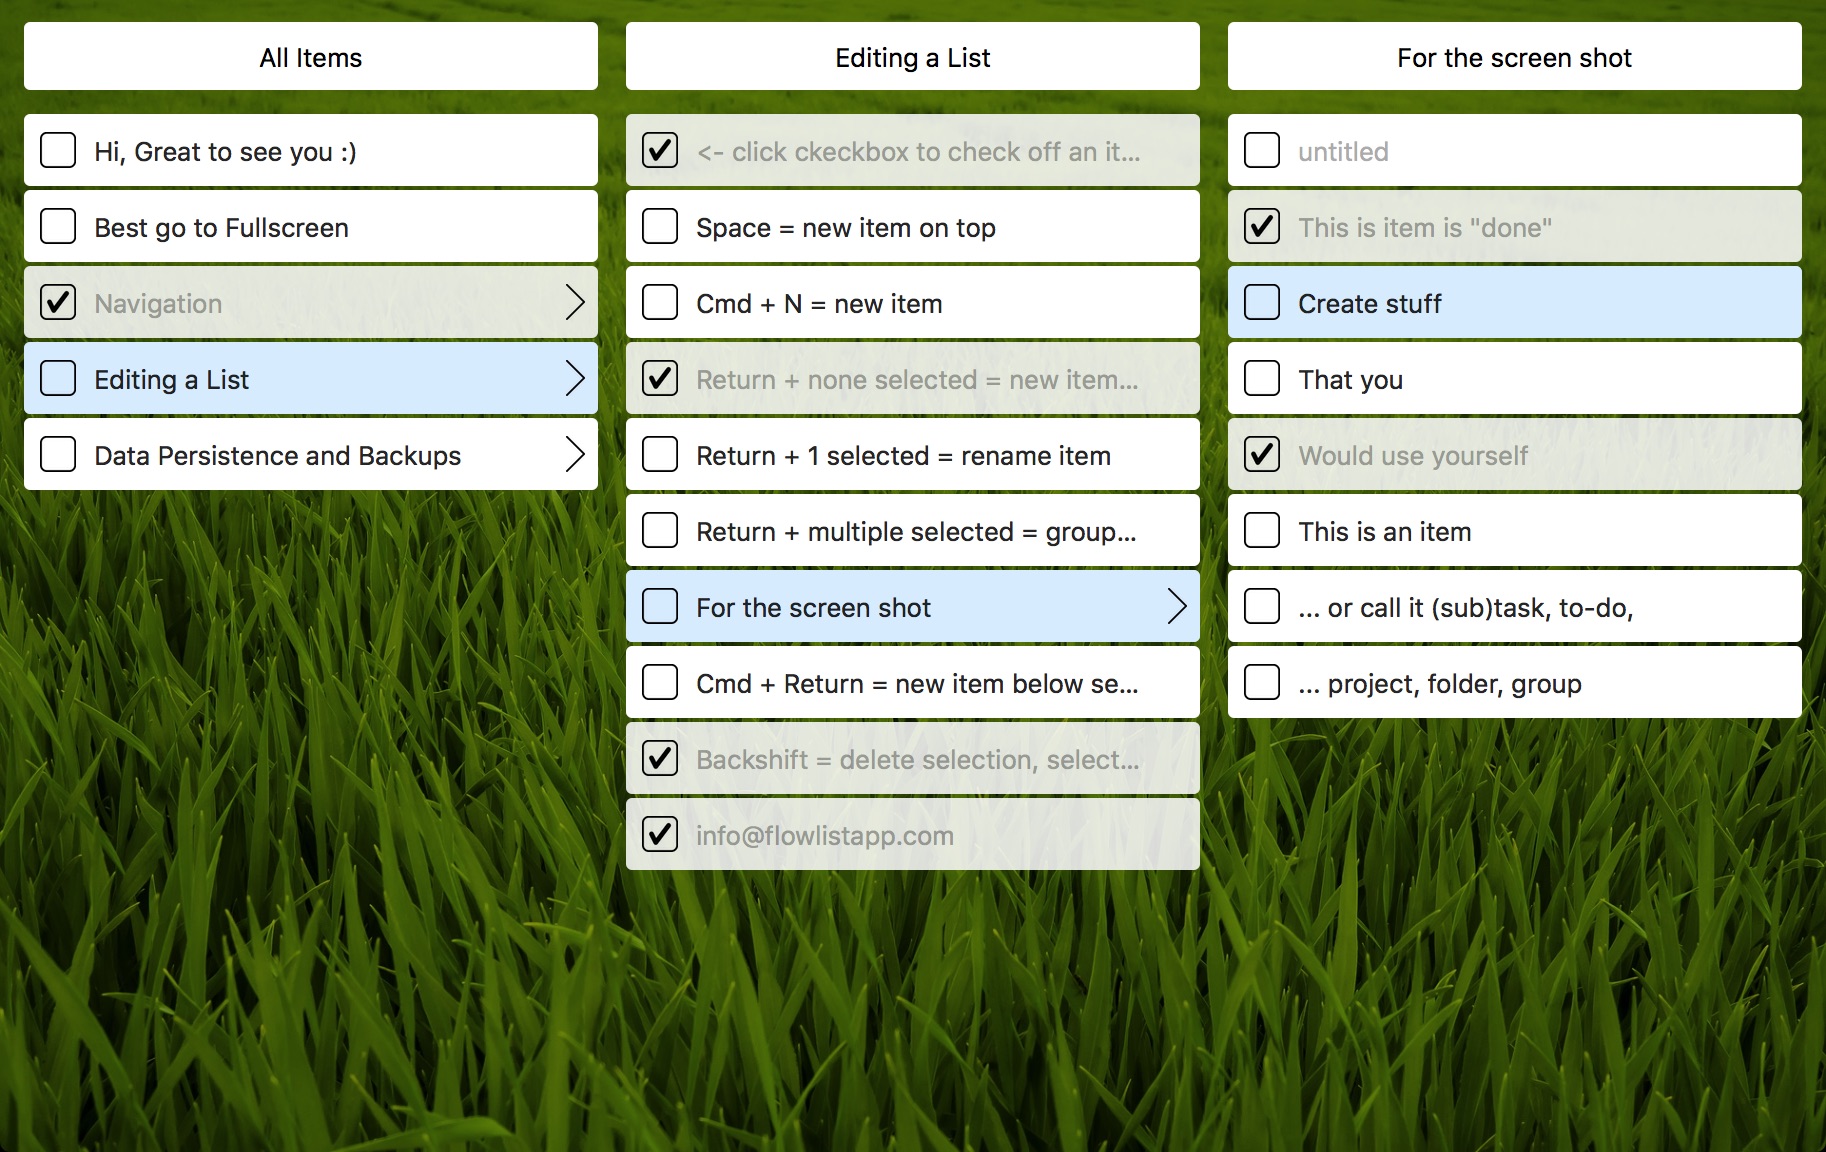 All Items
Hi, Great to see you :)
Best go to Fullscreen
Navigation
Editing a List
Data Persistence and Backups
Editing a List
<- click ckeckbox to check off an it...
Space = new item on top
Cmd + N = new item
Return + none selected = new item...
Return + 1 selected = rename item
Return + multiple selected = group...
For the screen shot
Cmd + Return = new item below se...
Backshift = delete selection, select...
info@flowlistapp.com
For the screen shot
untitled
This is item is "done"
Create stuff
That you
Would use yourself
This is an item
... or call it (sub)task, to-do,
... project, folder, group